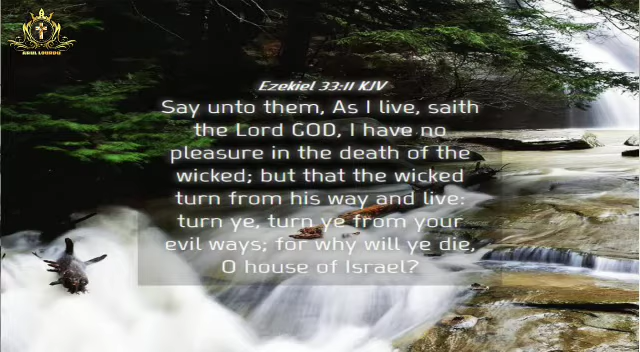 Ezekiel 33:11 KJV
Say unto them, As I live, saith
the Lord GOD, I have no
pleasure in the death of the
wicked; but that the wicked
turn from his way and live:
turn ye, turn ye from your
evil ways; for why will ye die,
O house of Israel?